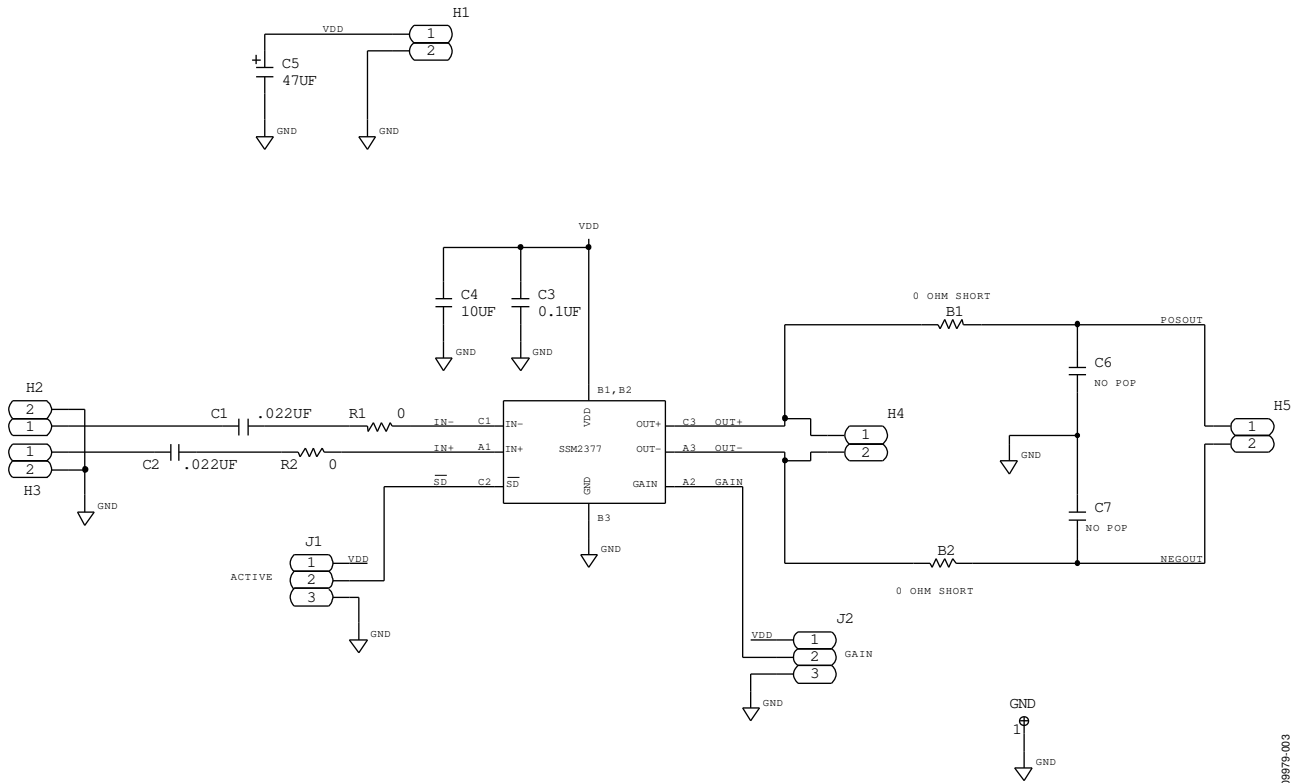 H1
VDD
1
2
+
C5
47UF
GND
GND
VDD
C4
10UF
C3
0.1UF
GND
GND
0 OHM SHORT
B1
POSOUT
C6
NO POP
H2
2
1
C1
.022UF
R1
0
IN-
C1
IN-
B1,B2
VDD
OUT+
C3
OUT+
H4
1
2
H5
1
2
1
2
H3
C2
.022UF
R2
0
IN+
A1
IN+
SSM2377
OUT-
A3
OUT-
GND
GND
SD
C2
SD
GND
GAIN
A2
GAIN
B3
GND
C7
NO POP
J1
1
VDD
ACTIVE
2
3
GND
B2
NEGOUT
0 OHM SHORT
J2
VDD
1
2
GAIN
3
GND
GND
1
GND
09979-003